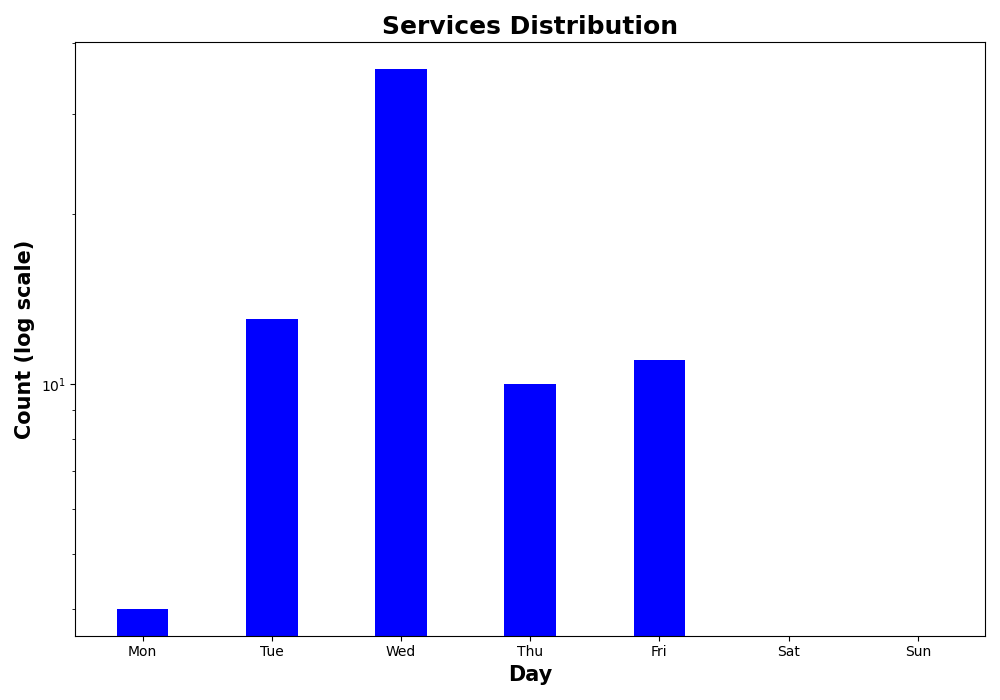 Services Distribution
Count (log scale)
10¹
Mon Tue Wed Thu Fri Sat Sun
Day